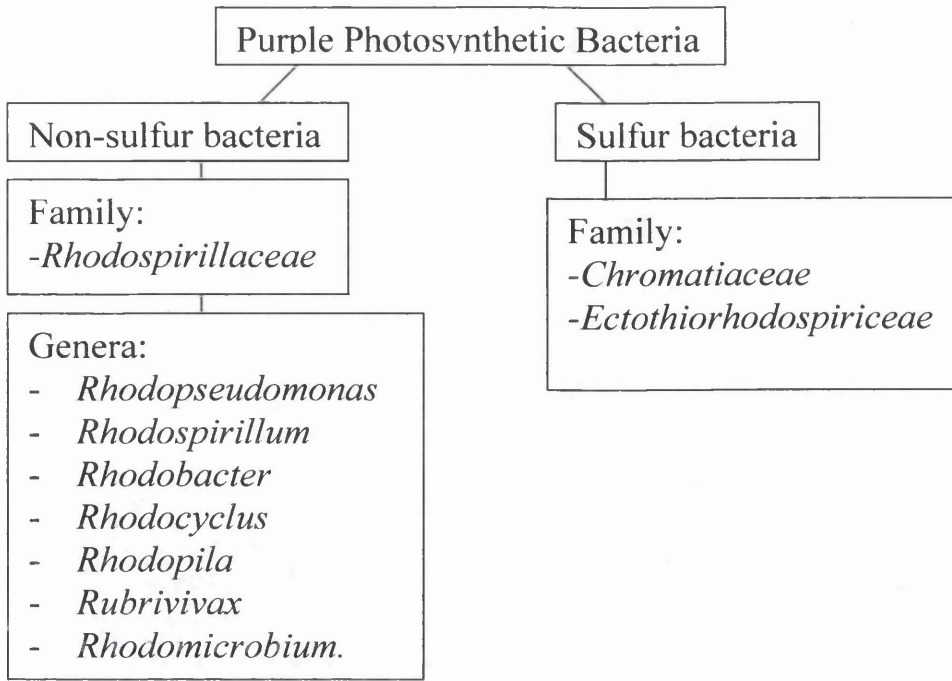 Purple Photosynthetic Bacteria
Non-sulfur bacteria
Sulfur bacteria
Family:
-Rhodospirillaceae
Family:
-Chromatiaceae
-Ectothiorhodospiriceae
Genera:
- Rhodopseudomonas
- Rhodospirillum
- Rhodobacter
- Rhodocyclus
- Rhodopila
- Rubrivivax
- Rhodomicrobium.